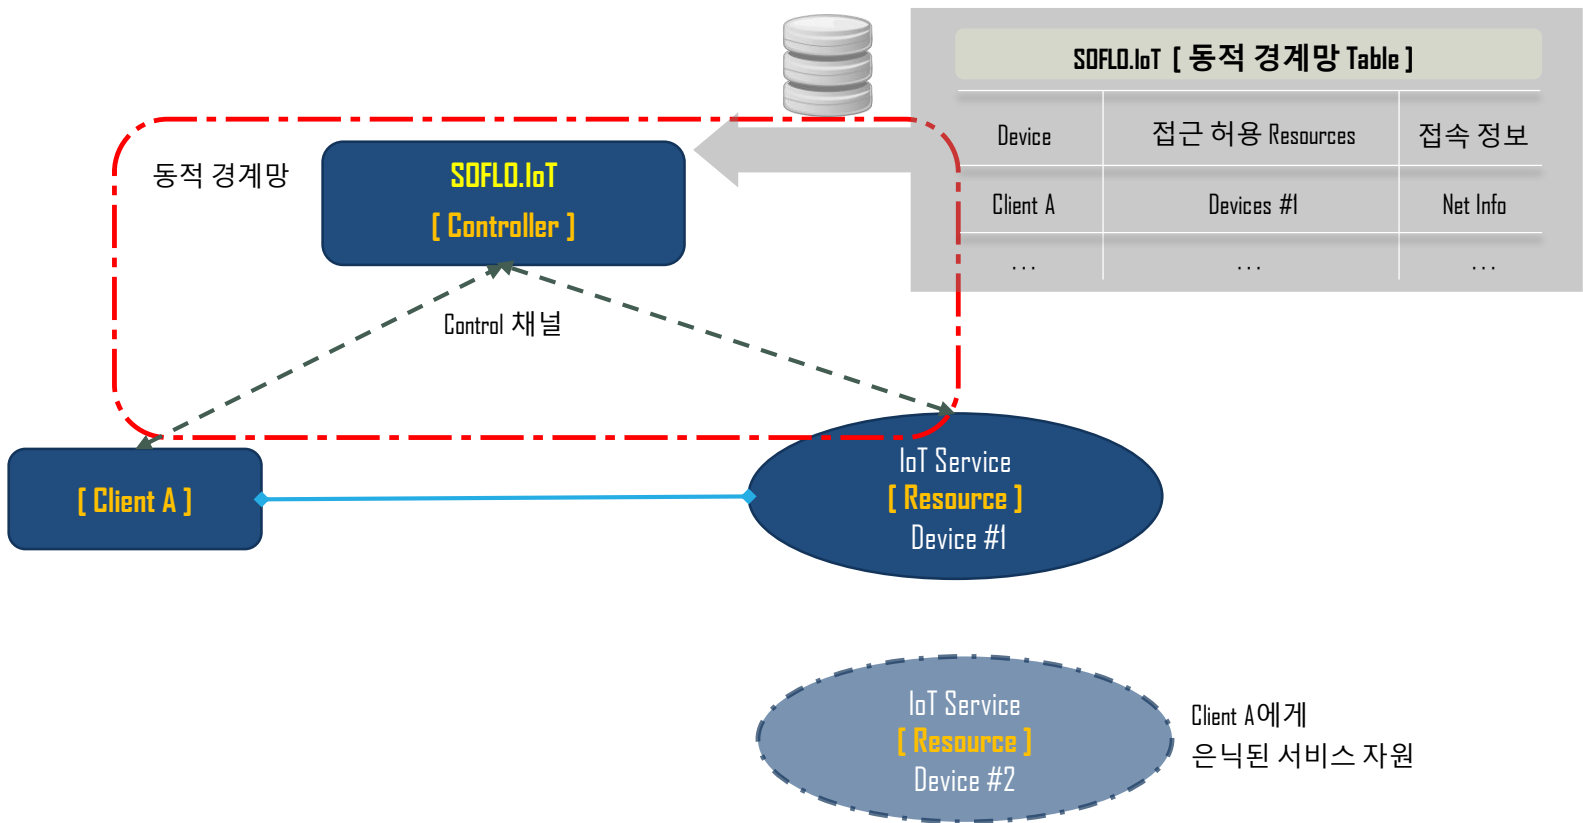 SOFLO.IoT [ 동적 경계망 Table ]
Device 접근 허용 Resources 접속 정보
Client A Devices #1 Net Info
... ... ...
동적 경계망
SOFLO.IoT
[ Controller ]
Control 채널
[ Client A ]
IoT Service
[ Resource ]
Device #1
IoT Service
[ Resource ]
Device #2
Client A에게
은닉된 서비스 자원